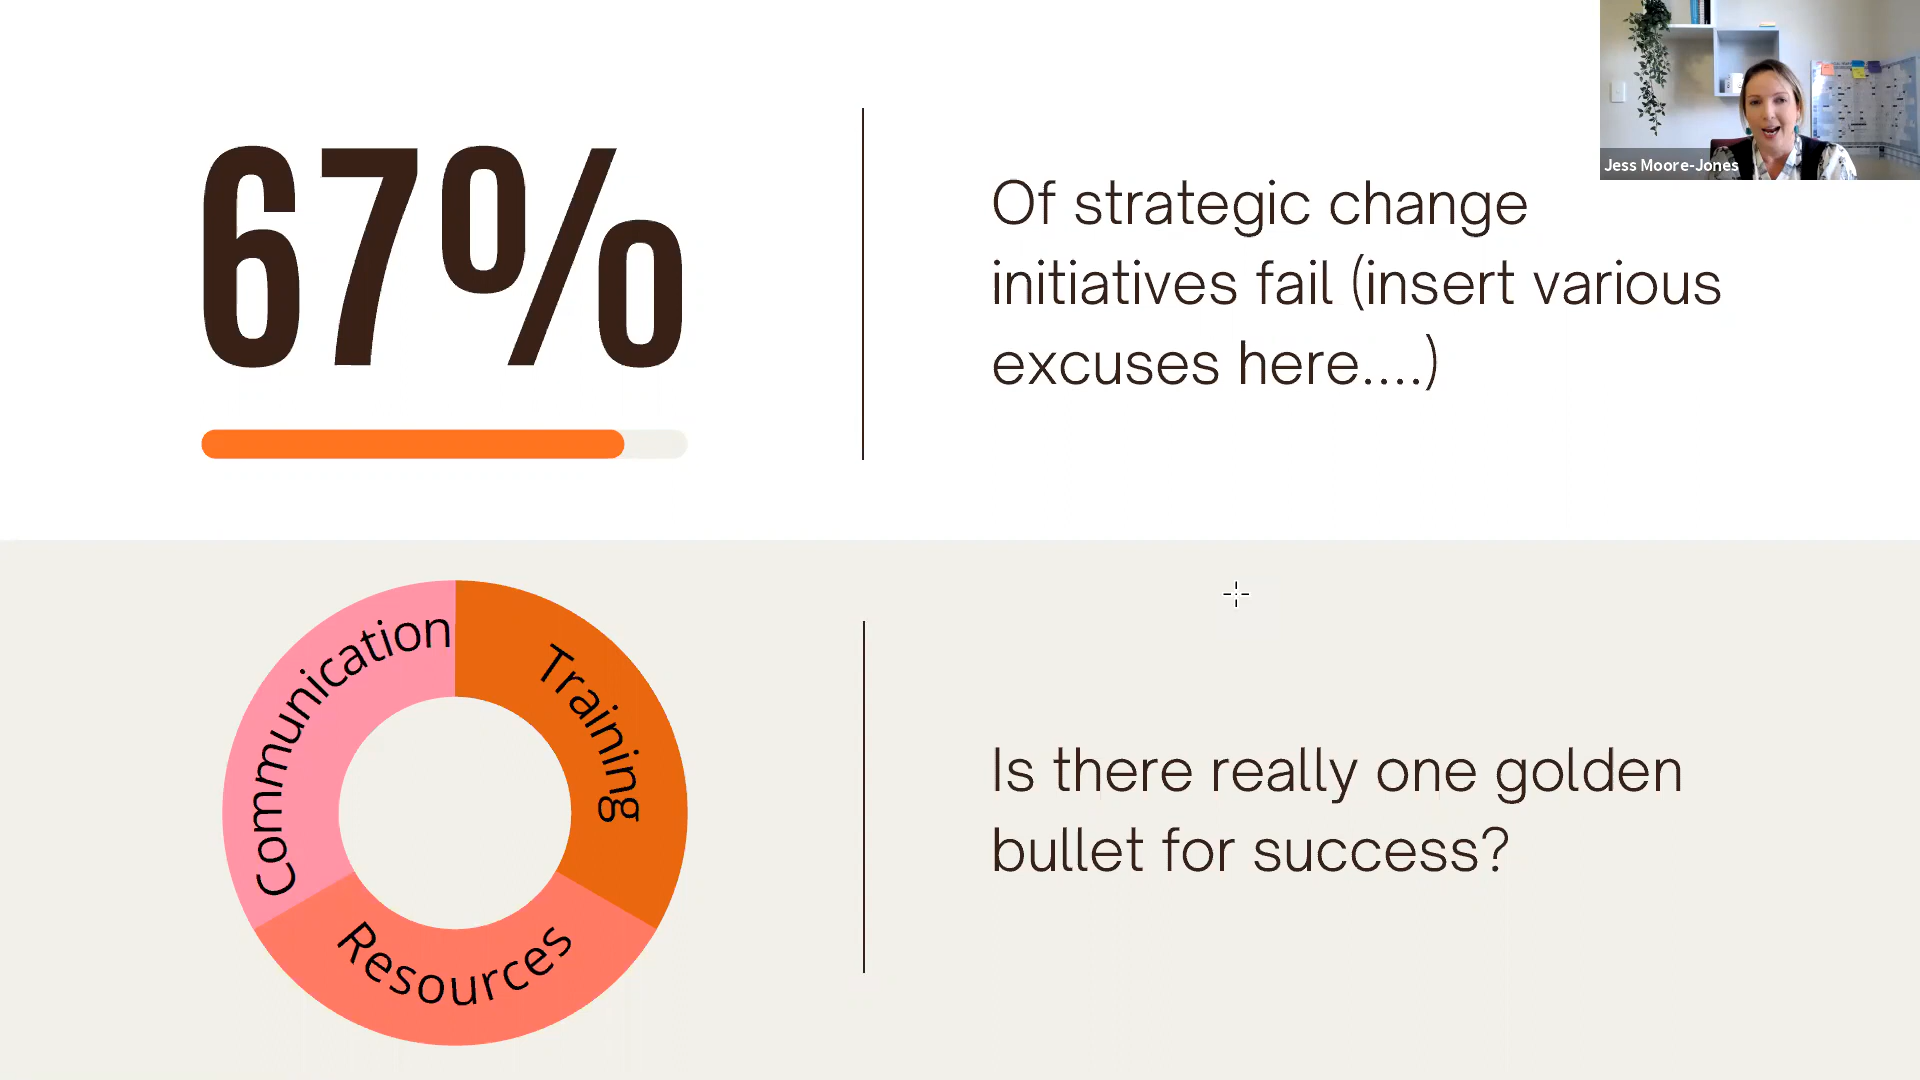 Jess Moore-Jones
67%
Of strategic change
initiatives fail (insert various
excuses here....)
Communication
Training
Resources
Is there really one golden
bullet for success?